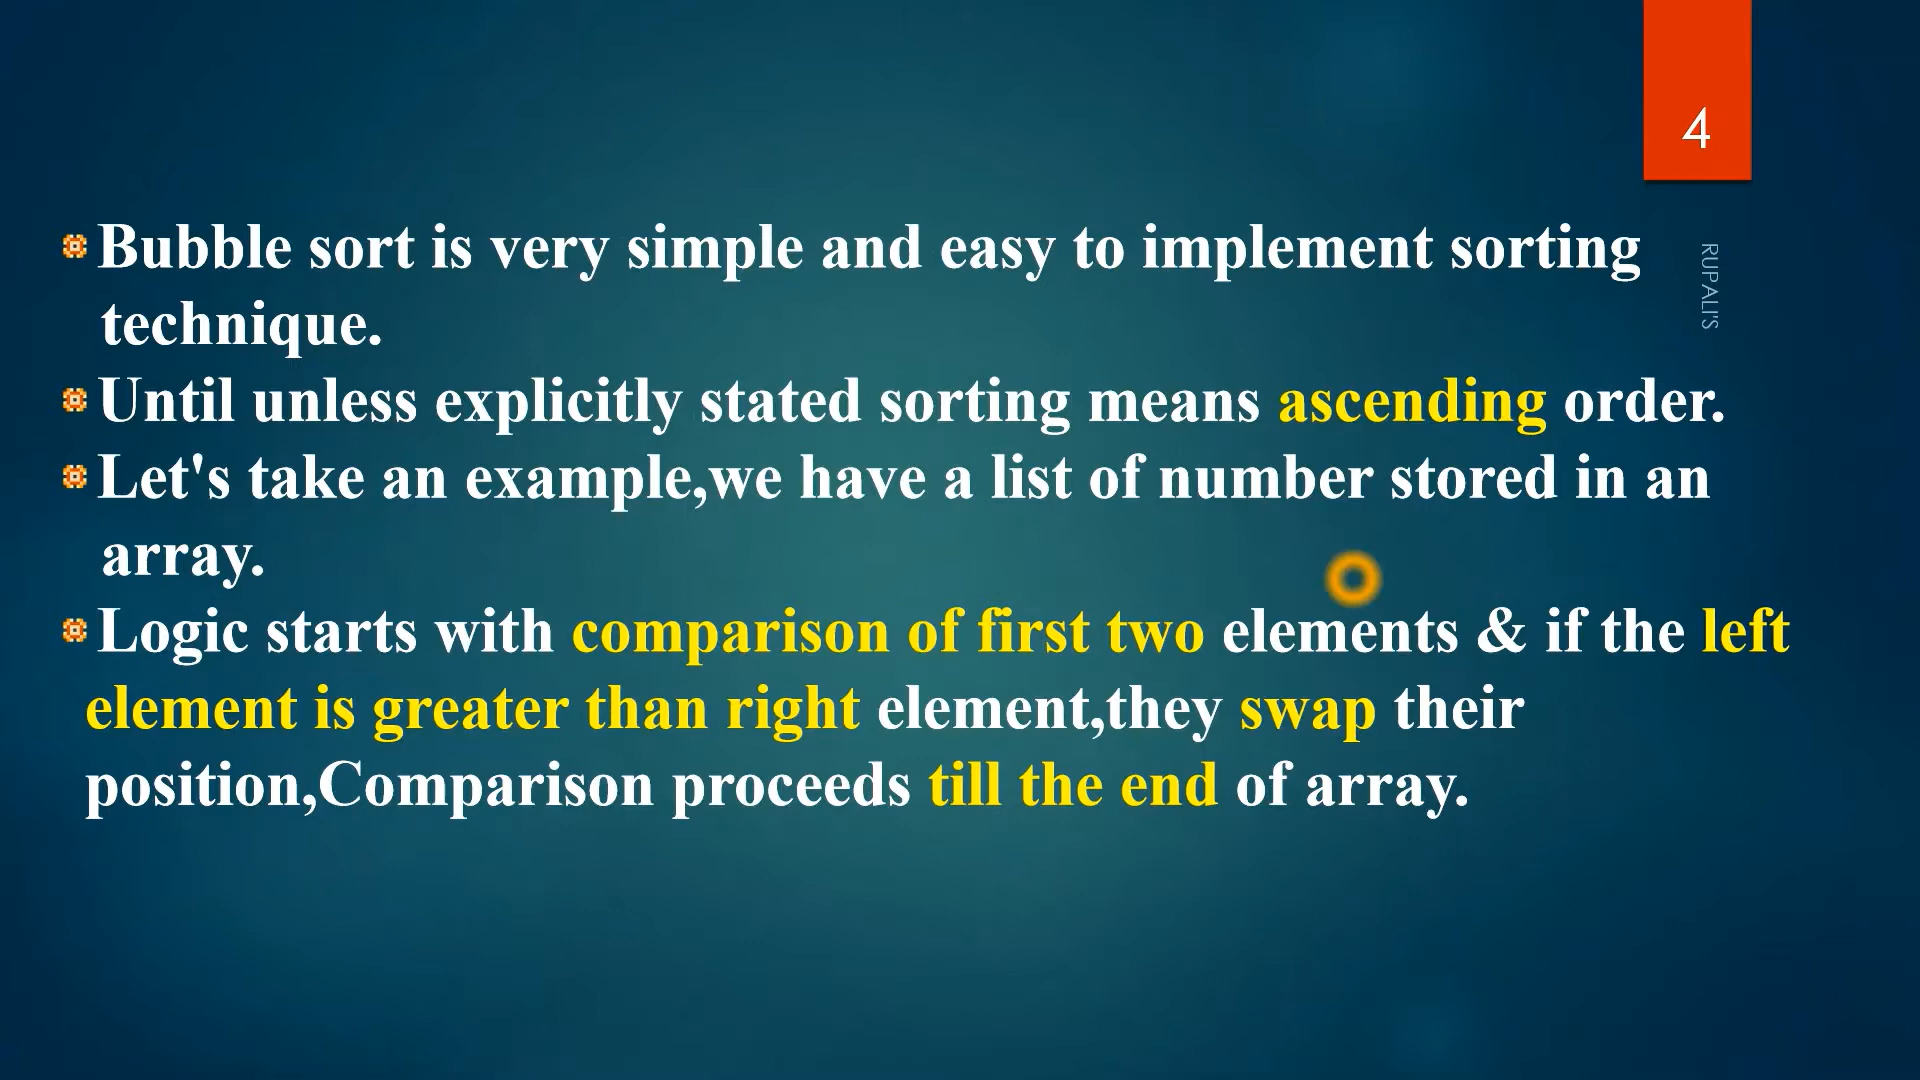 4
Bubble sort is very simple and easy to implement sorting
technique.
Until unless explicitly stated sorting means ascending order.
Let's take an example,we have a list of number stored in an
array.
Logic starts with comparison of first two elements & if the left
element is greater than right element,they swap their
position,Comparison proceeds till the end of array.
RUPALI'S